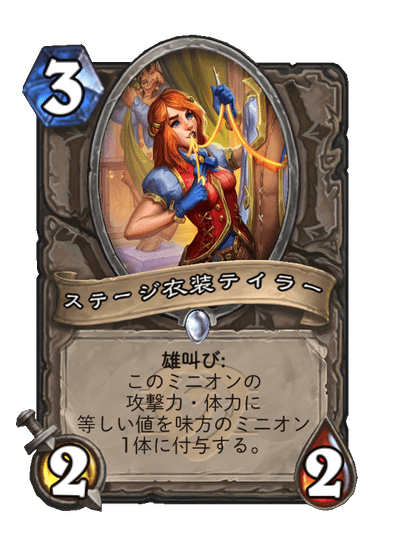 3
ステージ衣装テイラー
雄叫び:
このミニオンの
攻撃力・体力に
等しい値を味方のミニオン
1体に付与する。
2
2